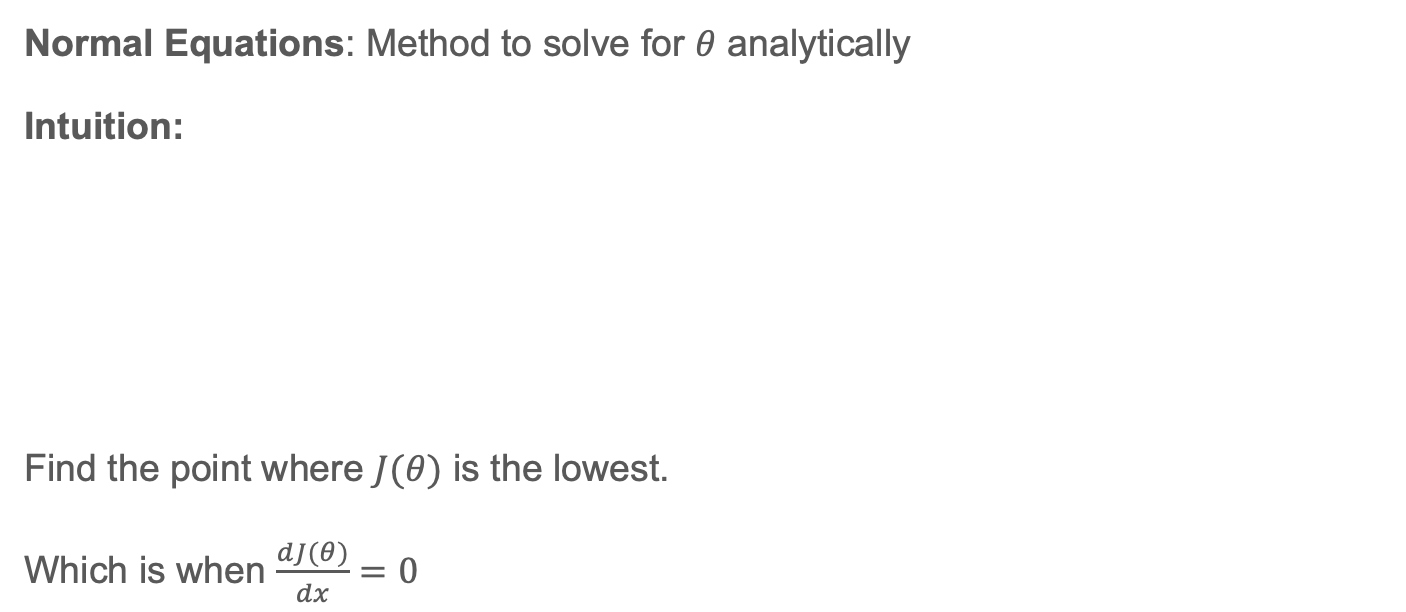 Normal Equations: Method to solve for θ analytically
Intuition:
Find the point where J(θ) is the lowest.
Which is when dJ(θ)/dx = 0